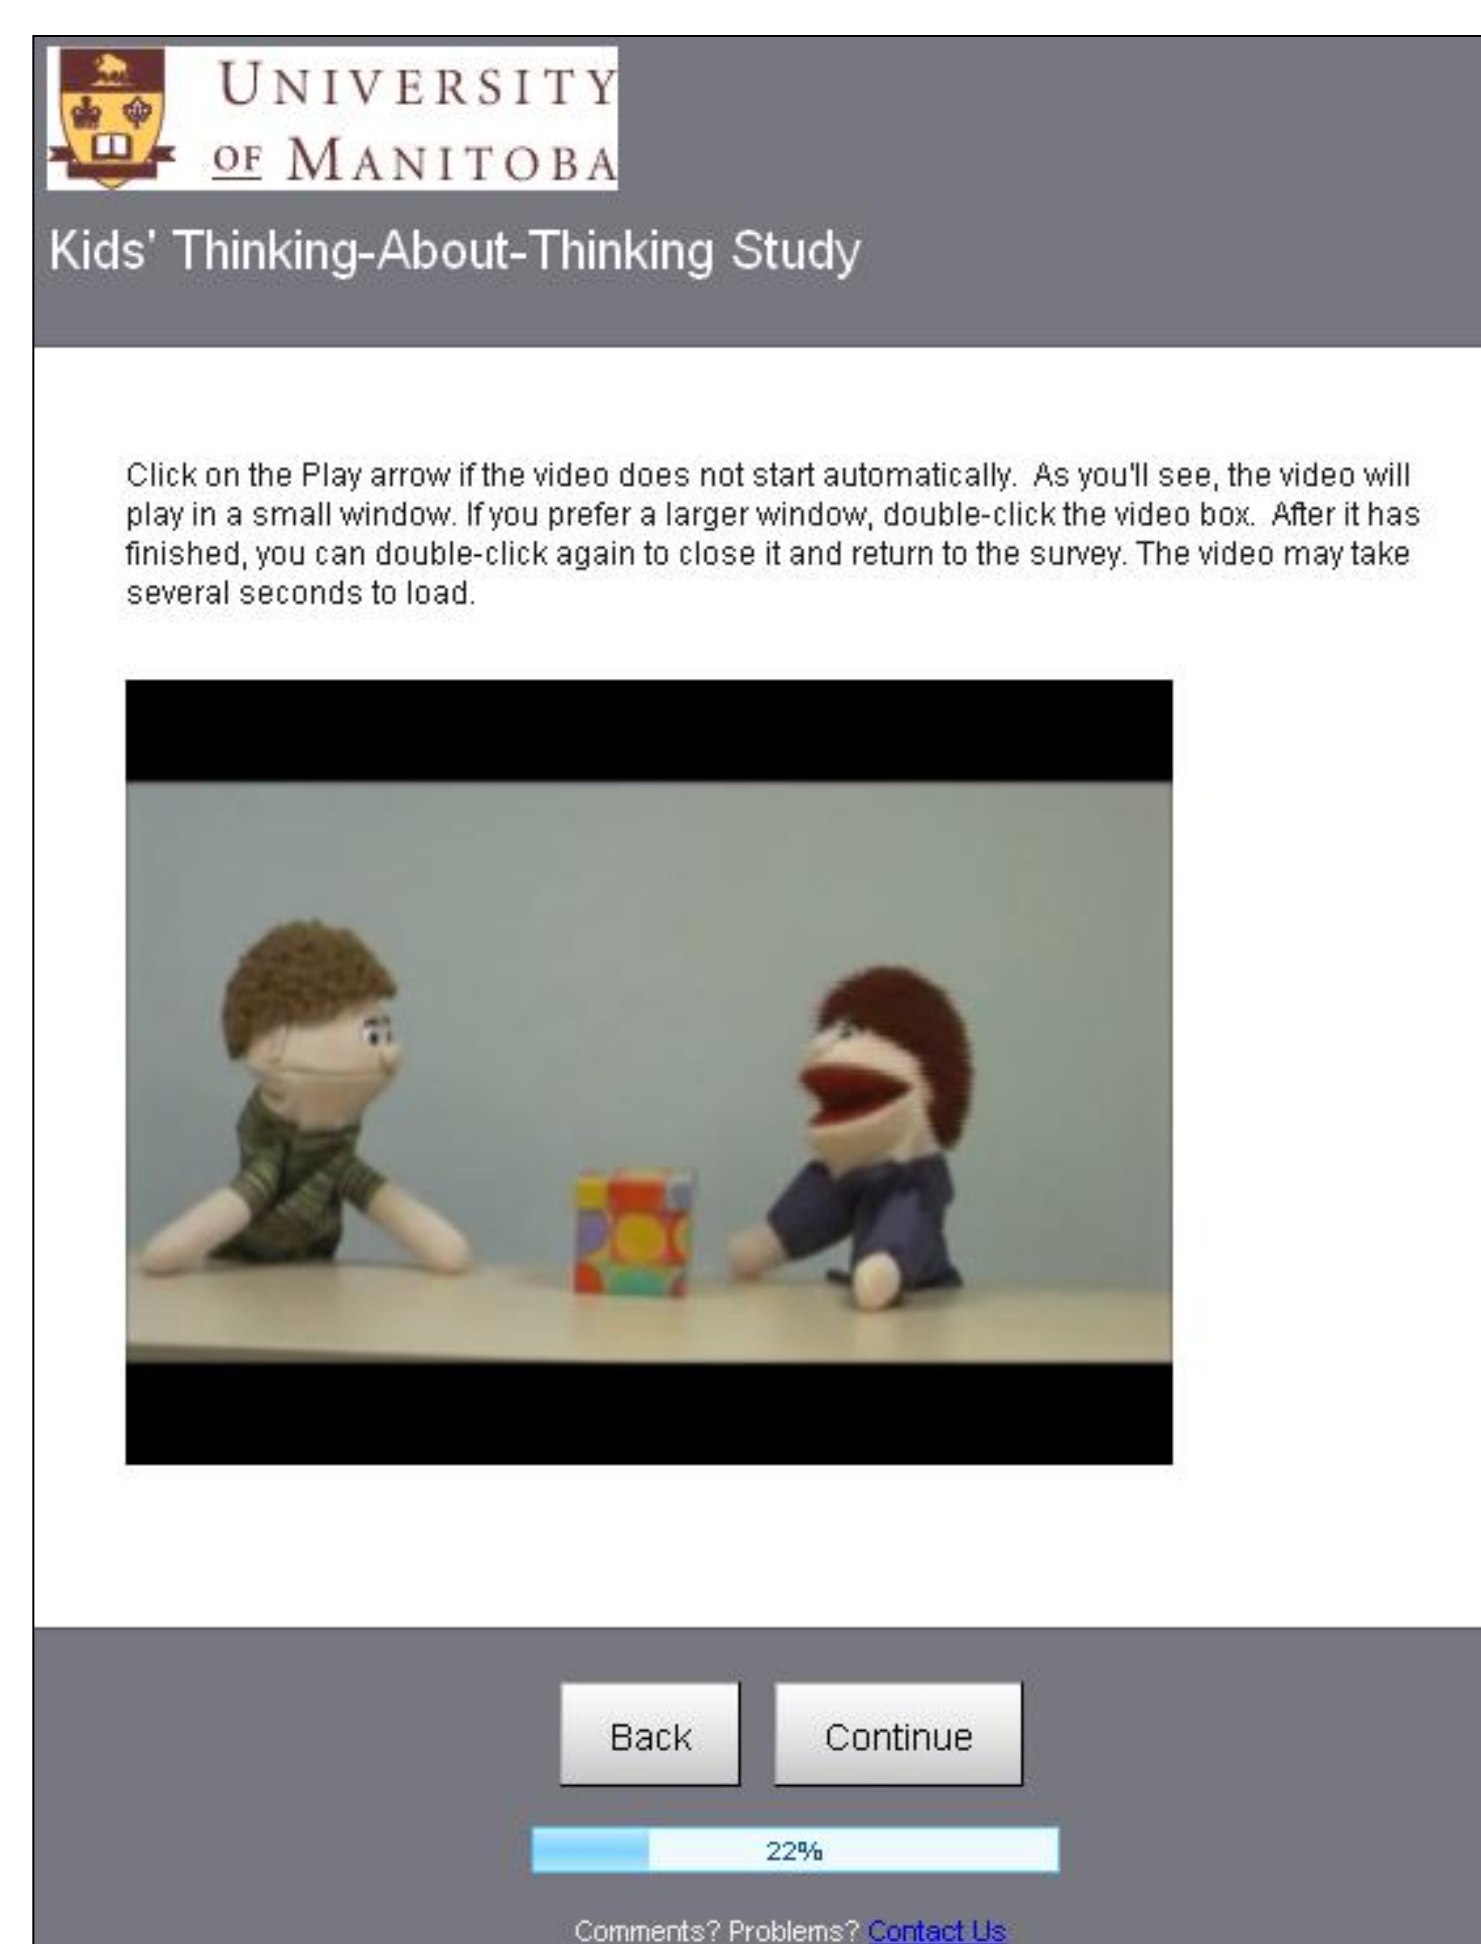 UNIVERSITY
OF MANITOBA
Kids' Thinking-About-Thinking Study
Click on the Play arrow if the video does not start automatically.  As you'll see, the video will
play in a small window. If you prefer a larger window, double-click the video box.  After it has
finished, you can double-click again to close it and return to the survey. The video may take
several seconds to load.
Back
Continue
22%
Comments? Problems? Contact Us